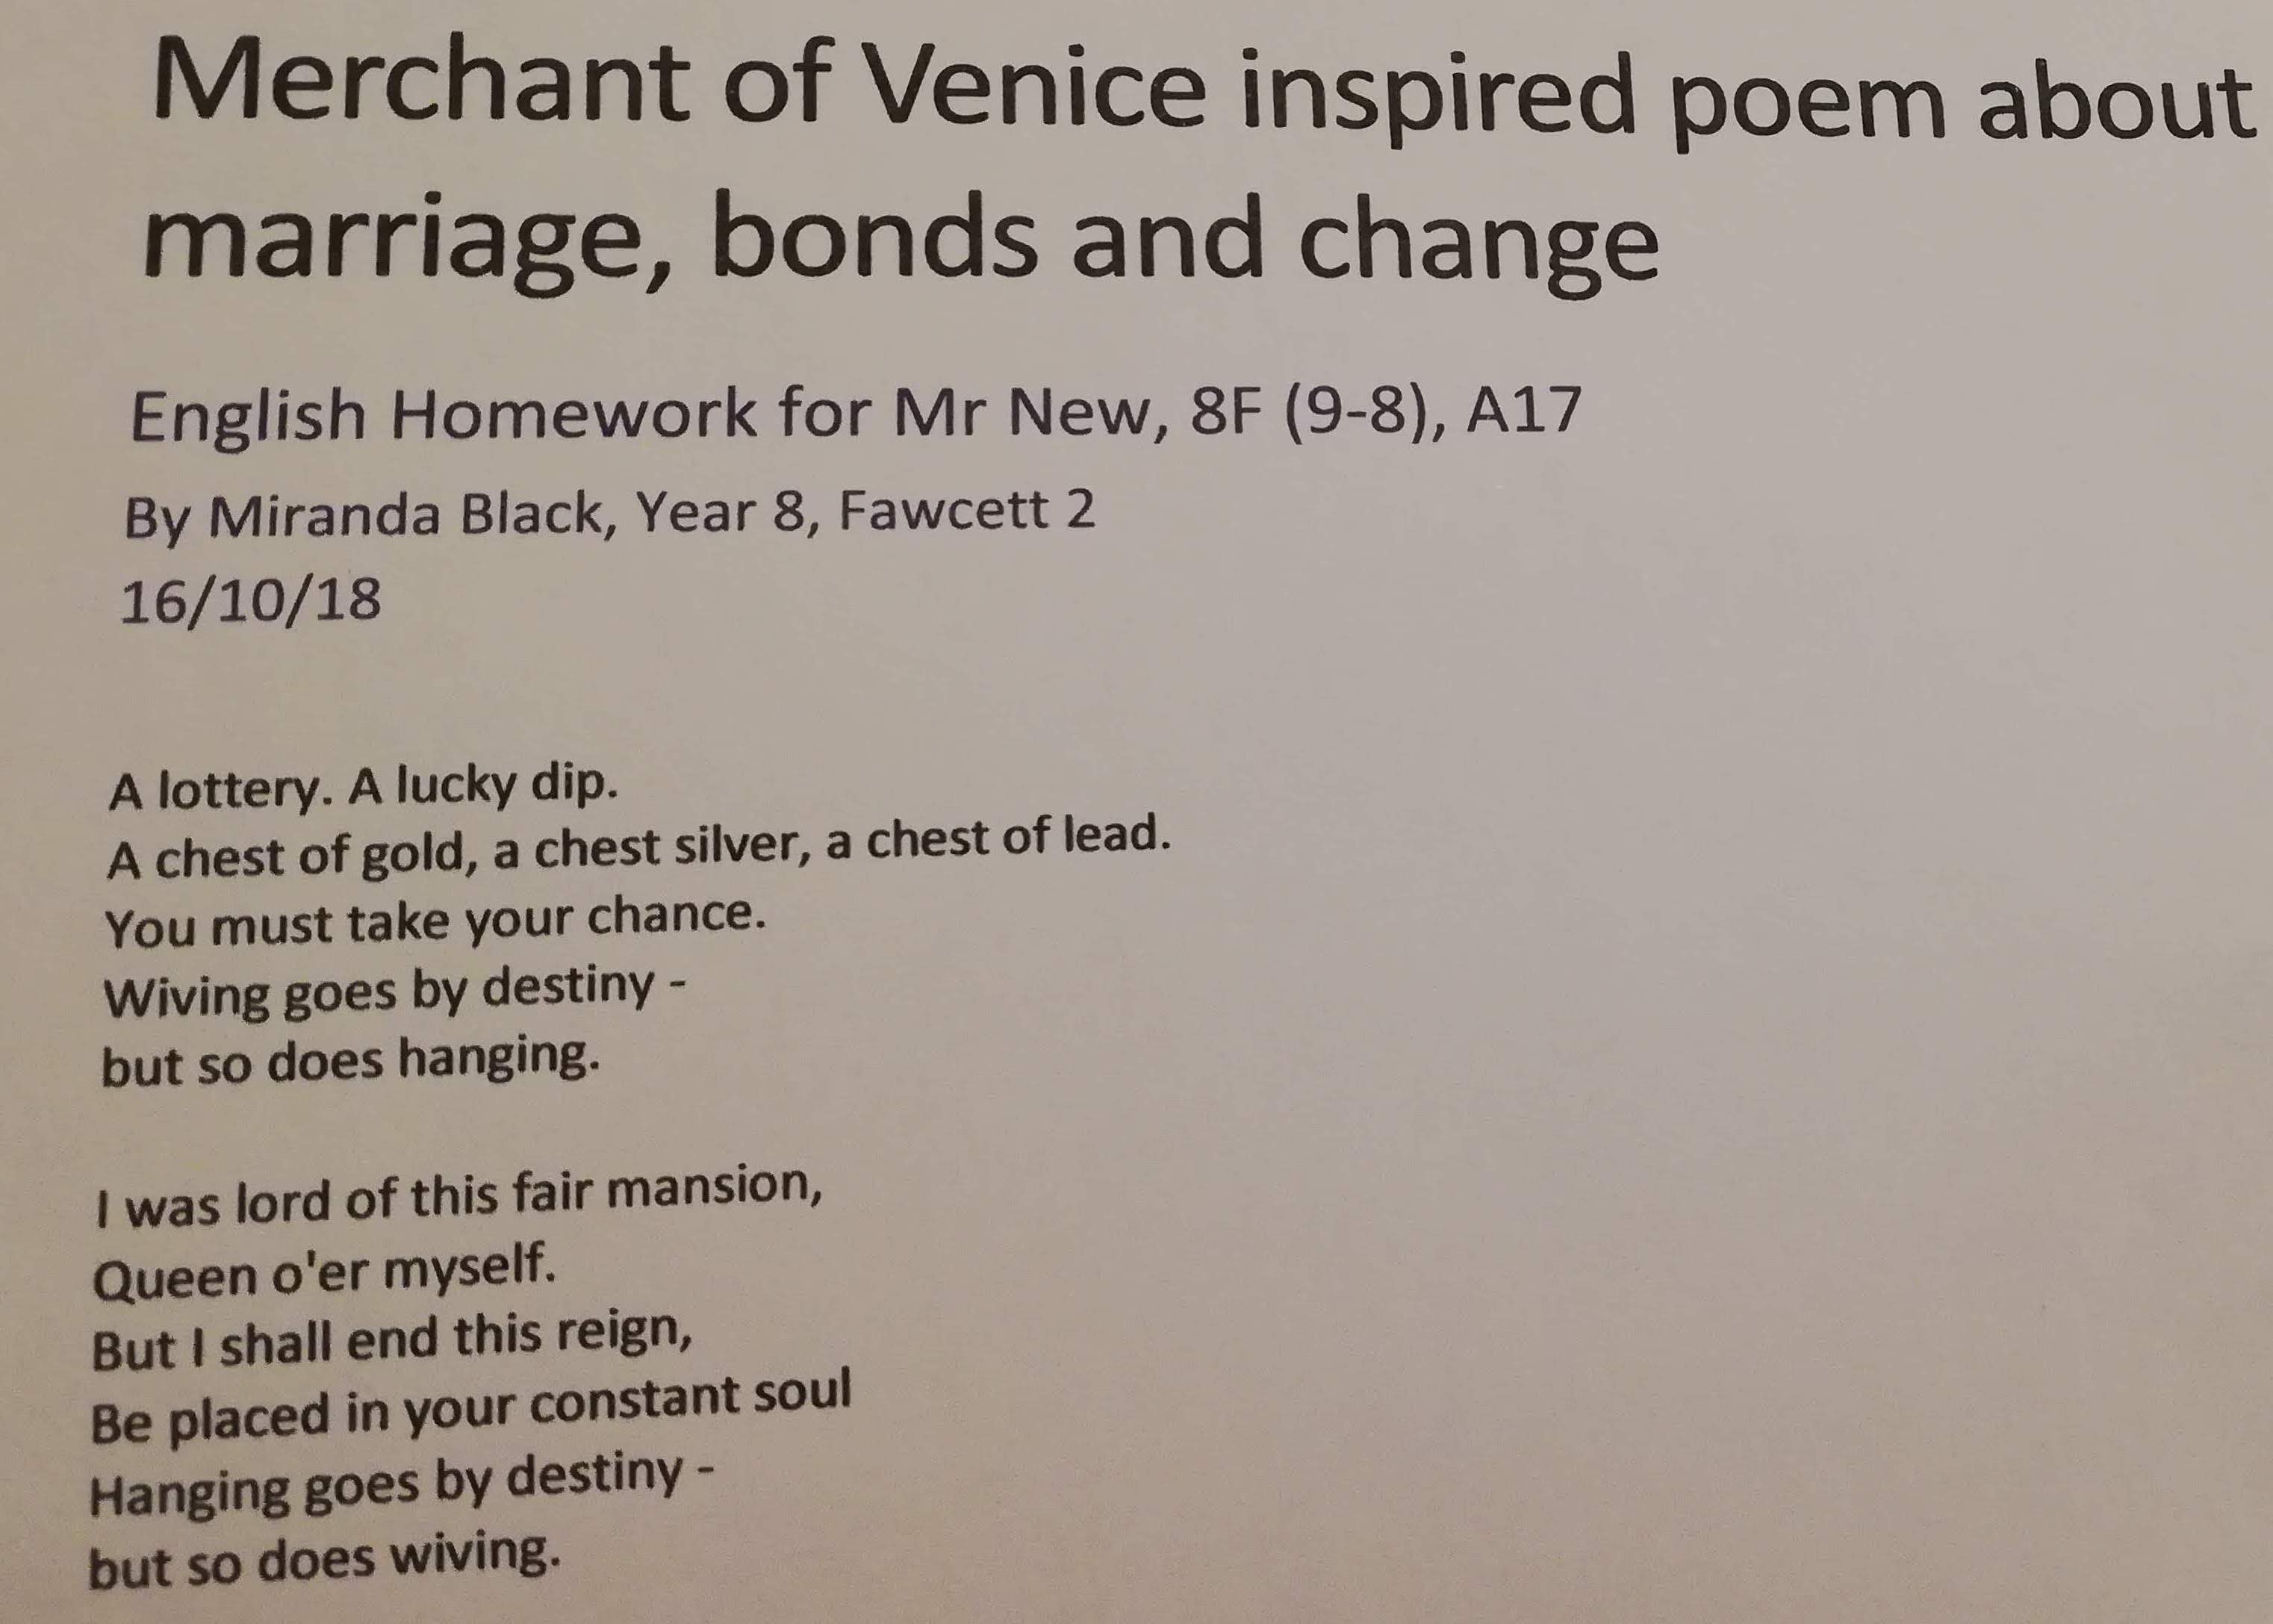 Merchant of Venice inspired poem about
marriage, bonds and change
English Homework for Mr New, 8F (9-8), A17
By Miranda Black, Year 8, Fawcett 2
16/10/18
A lottery. A lucky dip.
A chest of gold, a chest silver, a chest of lead.
You must take your chance.
Wiving goes by destiny -
but so does hanging.
I was lord of this fair mansion,
Queen o'er myself.
But I shall end this reign,
Be placed in your constant soul
Hanging goes by destiny -
but so does wiving.